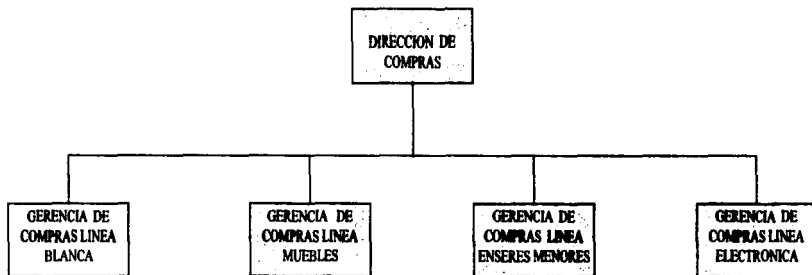 DIRECCION DE
COMPRAS
GERENCIA DE
COMPRAS LINEA
BLANCA
GERENCIA DE
COMPRAS LINEA
MUEBLES
GERENCIA DE
COMPRAS LINEA
ENSERES MENORES
GERENCIA DE
COMPRAS LINEA
ELECTRONICA